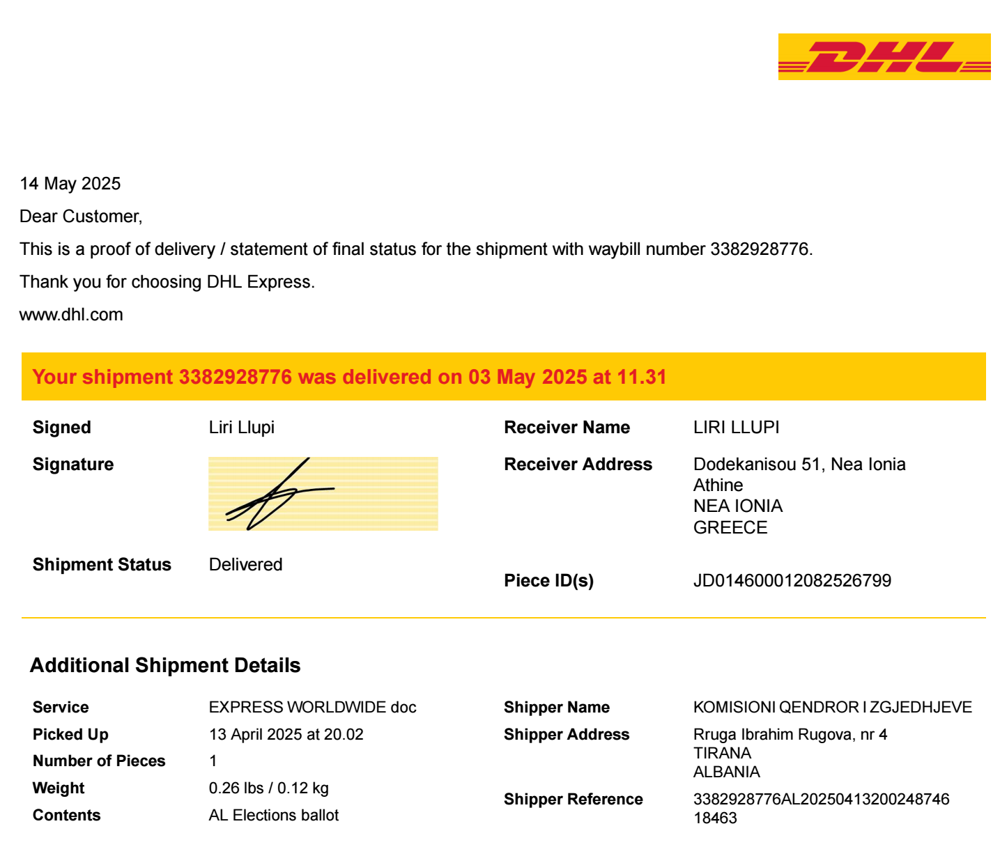 DHL
14 May 2025
Dear Customer,
This is a proof of delivery / statement of final status for the shipment with waybill number 3382928776.
Thank you for choosing DHL Express.
www.dhl.com
Your shipment 3382928776 was delivered on 03 May 2025 at 11.31
Signed Liri Llupi
Receiver Name LIRI LLUPI
Signature
Receiver Address Dodekanisou 51, Nea Ionia
Athine
NEA IONIA
GREECE
Shipment Status Delivered
Piece ID(s) JD014600012082526799
Additional Shipment Details
Service EXPRESS WORLDWIDE doc
Shipper Name KOMISIONI QENDROR I ZGJEDHJEVE
Picked Up 13 April 2025 at 20.02
Shipper Address Rruga Ibrahim Rugova, nr 4
TIRANA
ALBANIA
Number of Pieces 1
Weight 0.26 lbs / 0.12 kg
Shipper Reference 3382928776AL20250413200248746
18463
Contents AL Elections ballot